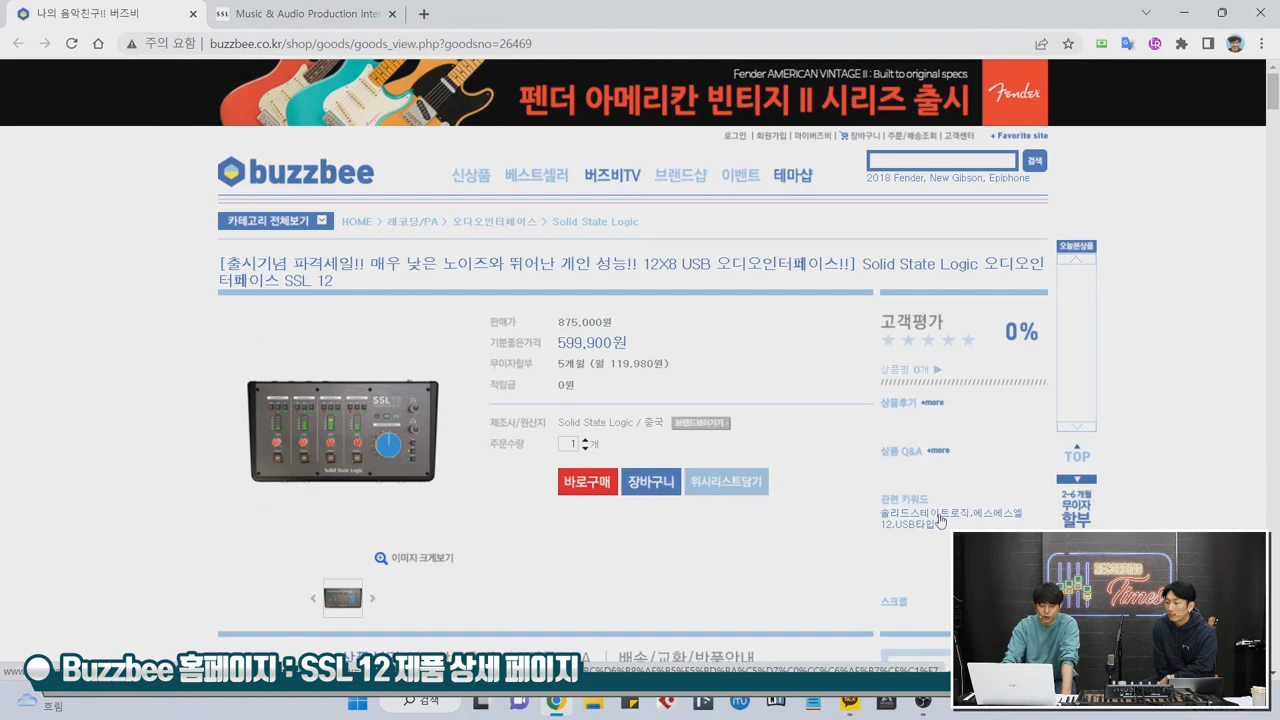 나의 음악친구!! 버즈비
SSL Music & Audio Production Inter
주의 요함
buzzbee.co.kr/shop/goods/goods_view.php?goodsno=26469
Fender AMERICAN VINTAGE II : Built to original specs
펜더 아메리칸 빈티지 II 시리즈 출시
Fender
로그인 | 회원가입 | 마이버즈비 | 장바구니 | 주문/배송조회 | 고객센터
+ Favorite site
buzzbee
신상품 베스트셀러 버즈비TV 브랜드샵 이벤트 테마샵
검색
2018 Fender, New Gibson, Epiphone
카테고리 전체보기
HOME > 레코딩/PA > 오디오인터페이스 > Solid State Logic
오늘본상품
[출시기념 파격세일!! 극 낮은 노이즈와 뛰어난 게인 성능!! 12X8 USB 오디오인터페이스!!] Solid State Logic 오디오인
터페이스 SSL 12
판매가 875,000원
기분좋은가격 599,900원
무이자할부 5개월 (월 119,980원)
적립금 0원
제조사/원산지 Solid State Logic / 중국 브랜드보러가기
주문수량 1 개
바로구매 장바구니 위시리스트담기
고객평가 0%
상품평 0개
상품후기 +more
상품 Q&A +more
관련 키워드
솔리드스테이트로직,에스에스엘
12,USB타입
스크랩
TOP
2~6 개월
무이자
할부
SSL
Solid State Logic
이미지 크게보기
배송/교환/반품안내
Buzzbee 홈페이지 : SSL 12 제품 상세 페이지
Times
흐림